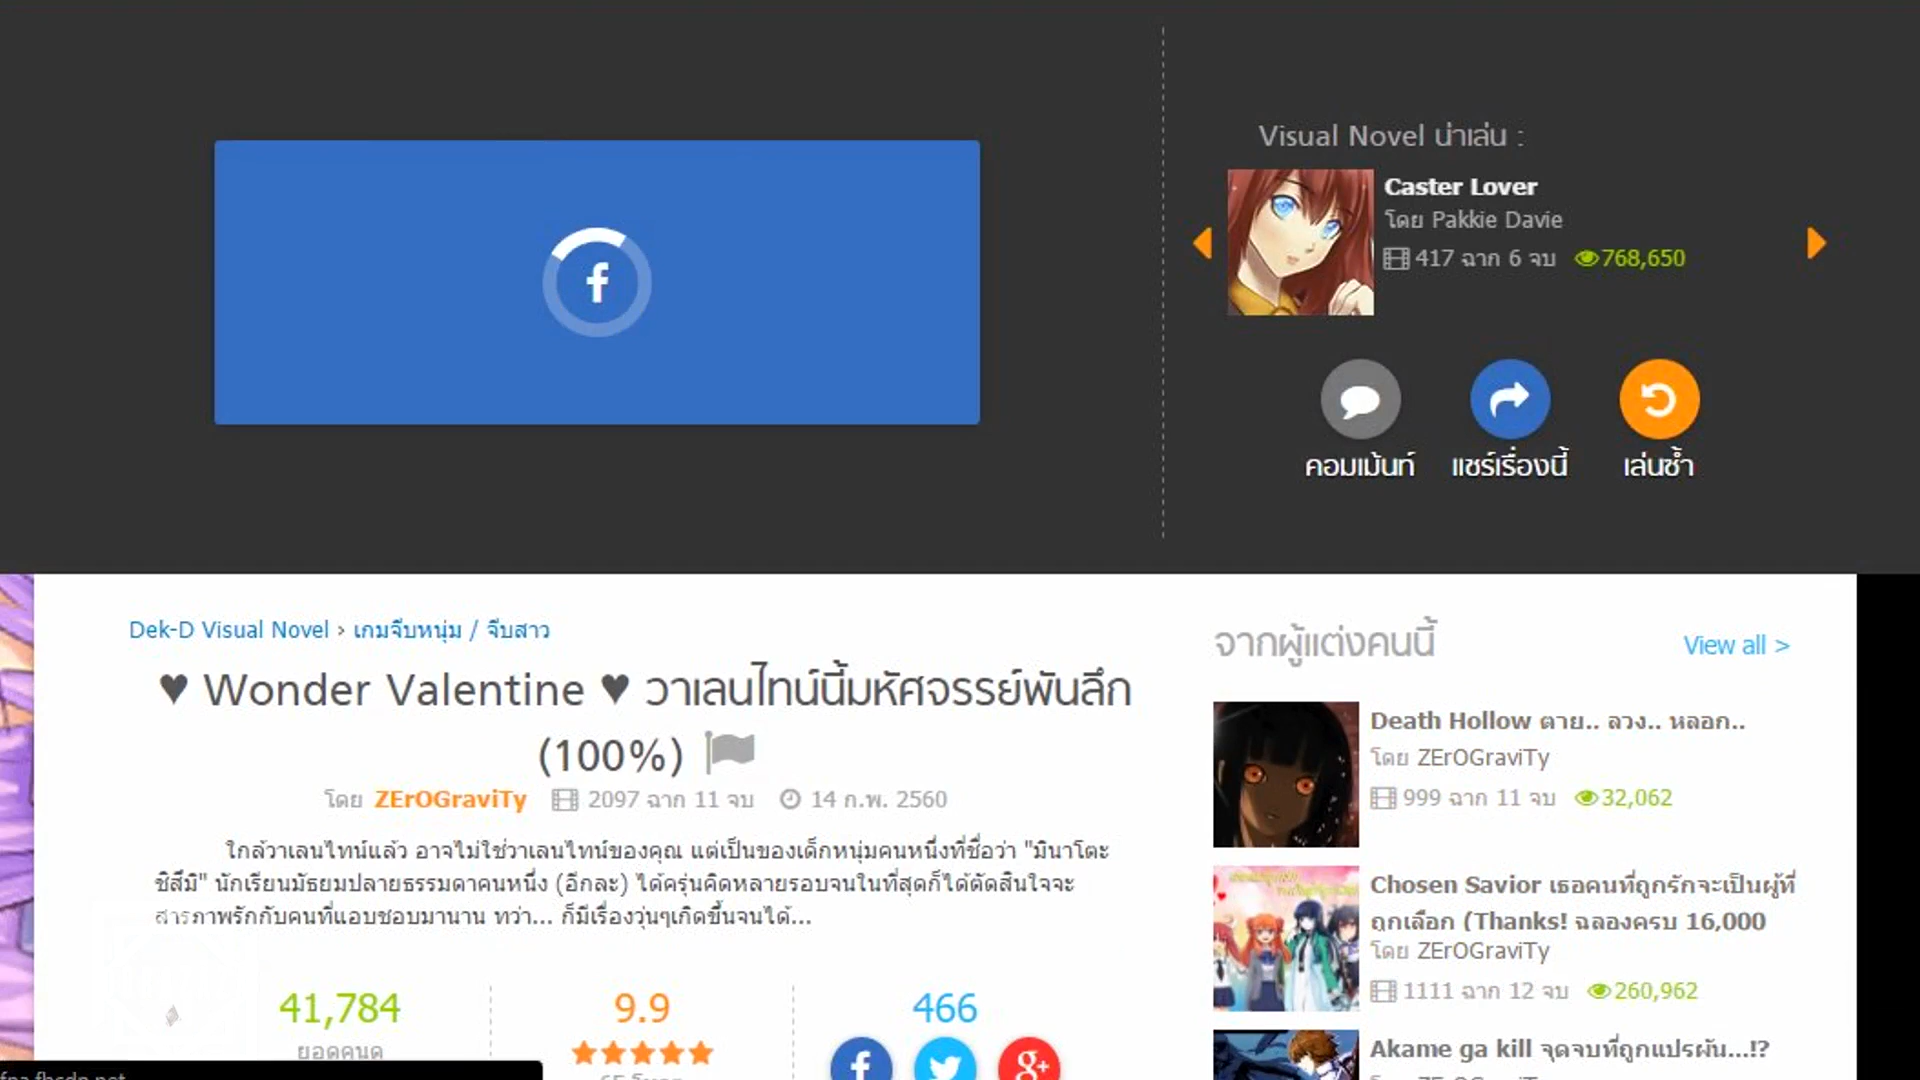 Visual Novel น่าเล่น :
Caster Lover
โดย Pakkie Davie
417 ฉาก 6 จบ 768,650
คอมเม้นท์ แชร์เรื่องนี้ เล่นซ้ำ
Dek-D Visual Novel › เกมจีบหนุ่ม / จีบสาว
♥ Wonder Valentine ♥ วาเลนไทน์นี้มหัศจรรย์พันลึก
(100%)
โดย ZErOGraviTy 2097 ฉาก 11 จบ 14 ก.พ. 2560
ใกล้วาเลนไทน์แล้ว อาจไม่ใช่วาเลนไทน์ของคุณ แต่เป็นของเด็กหนุ่มคนหนึ่งที่ชื่อว่า "มินาโตะ
ชิสึมิ" นักเรียนมัธยมปลายธรรมดาคนหนึ่ง (อีกละ) ได้ครุ่นคิดหลายรอบจนในที่สุดก็ได้ตัดสินใจจะ
สารภาพรักกับคนที่แอบชอบมานาน ทว่า... ก็มีเรื่องวุ่นๆเกิดขึ้นจนได้...
41,784
ยอดคนดู
9.9
466
จากผู้แต่งคนนี้ View all >
Death Hollow ตาย.. ลวง.. หลอก..
โดย ZErOGraviTy
999 ฉาก 11 จบ 32,062
Chosen Savior เธอคนที่ถูกรักจะเป็นผู้ที่
ถูกเลือก (Thanks! ฉลองครบ 16,000
โดย ZErOGraviTy
1111 ฉาก 12 จบ 260,962
Akame ga kill จุดจบที่ถูกแปรผัน...!?